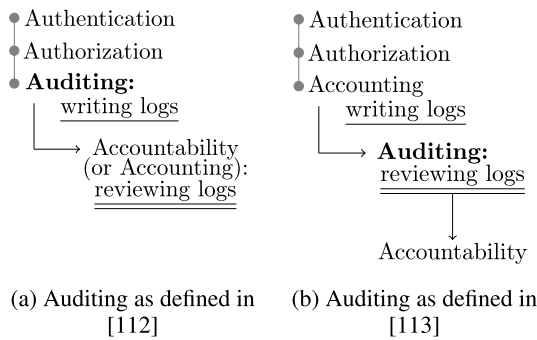 Authentication
Authorization
Auditing:
writing logs
Accountability
(or Accounting):
reviewing logs
(a) Auditing as defined in
[112]
Authentication
Authorization
Accounting
writing logs
Auditing:
reviewing logs
Accountability
(b) Auditing as defined in
[113]